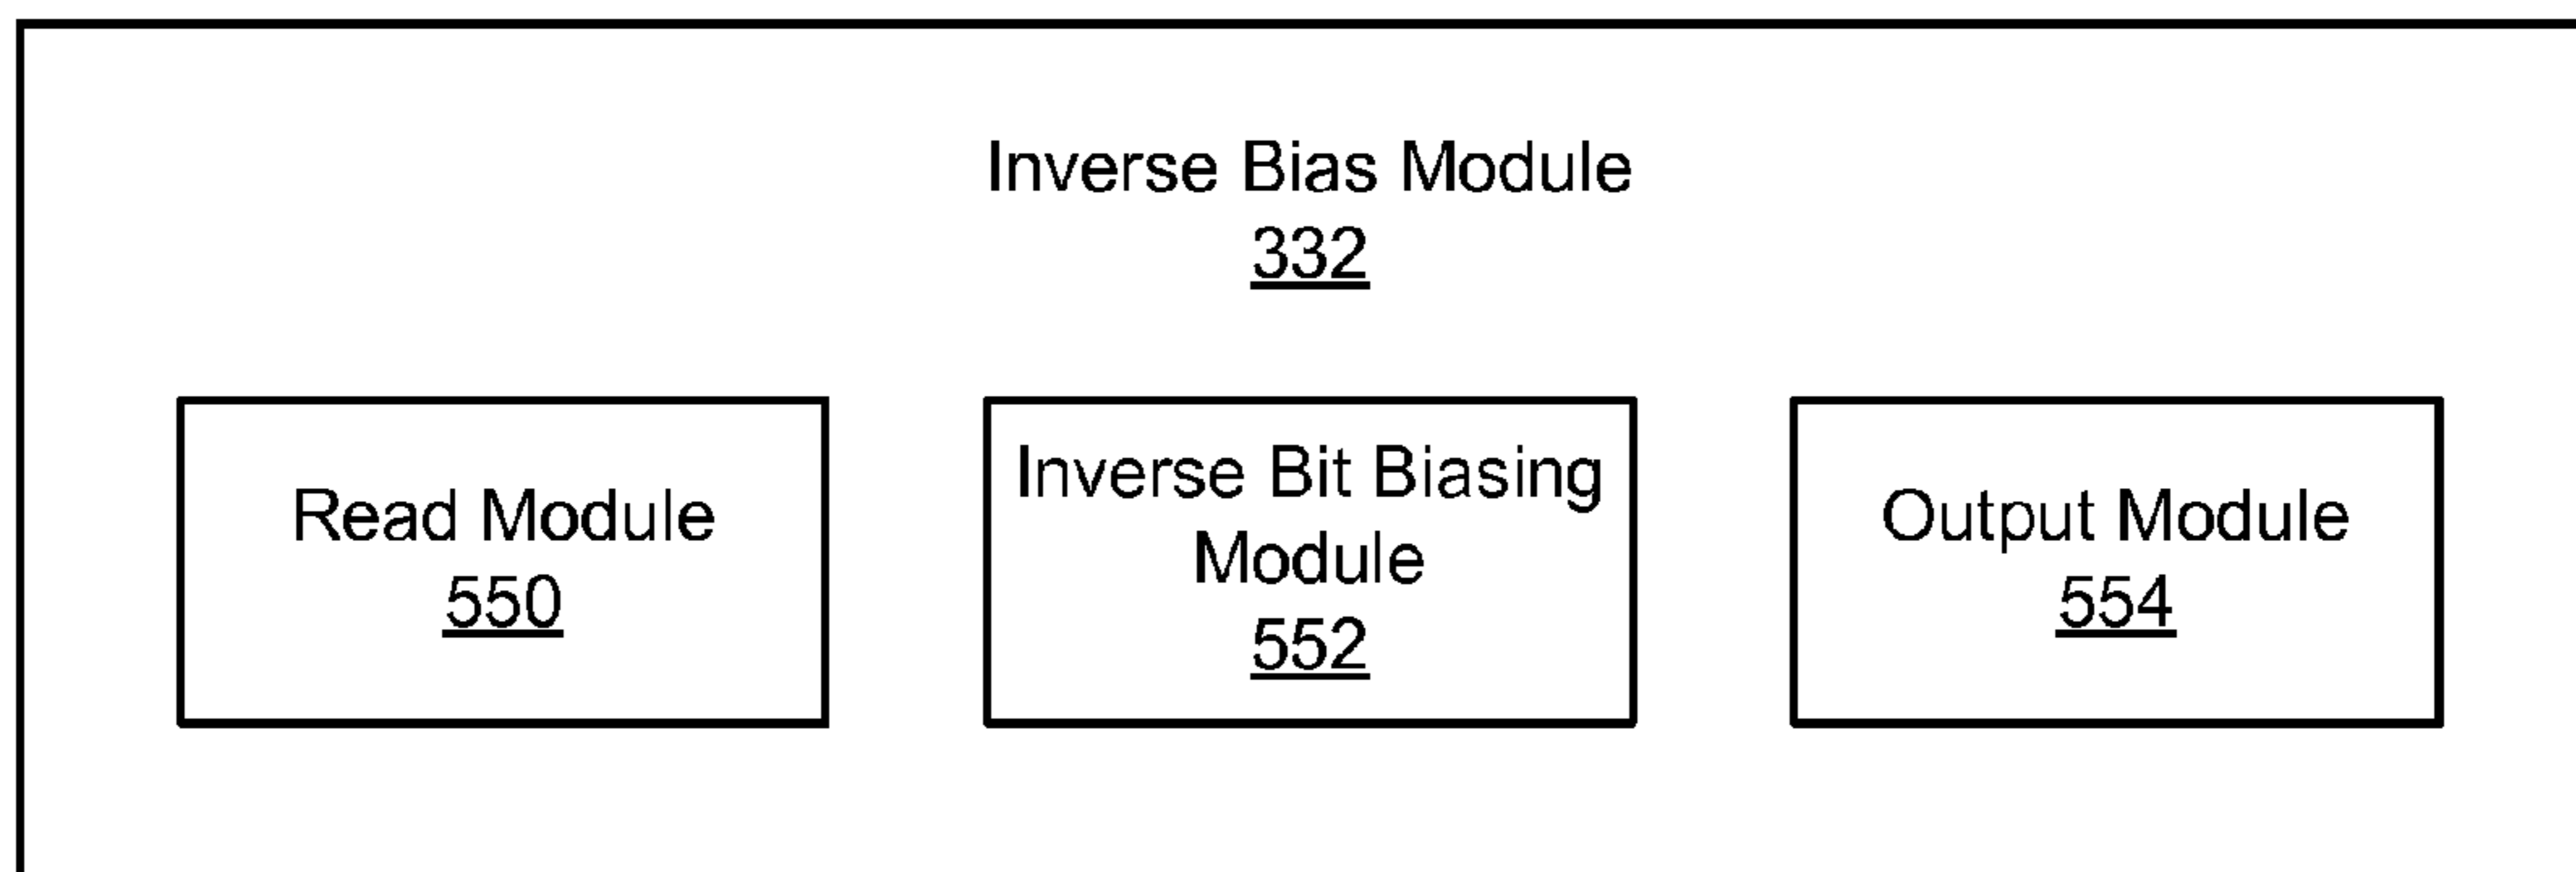 Inverse Bias Module
332
Read Module
550
Inverse Bit Biasing
Module
552
Output Module
554